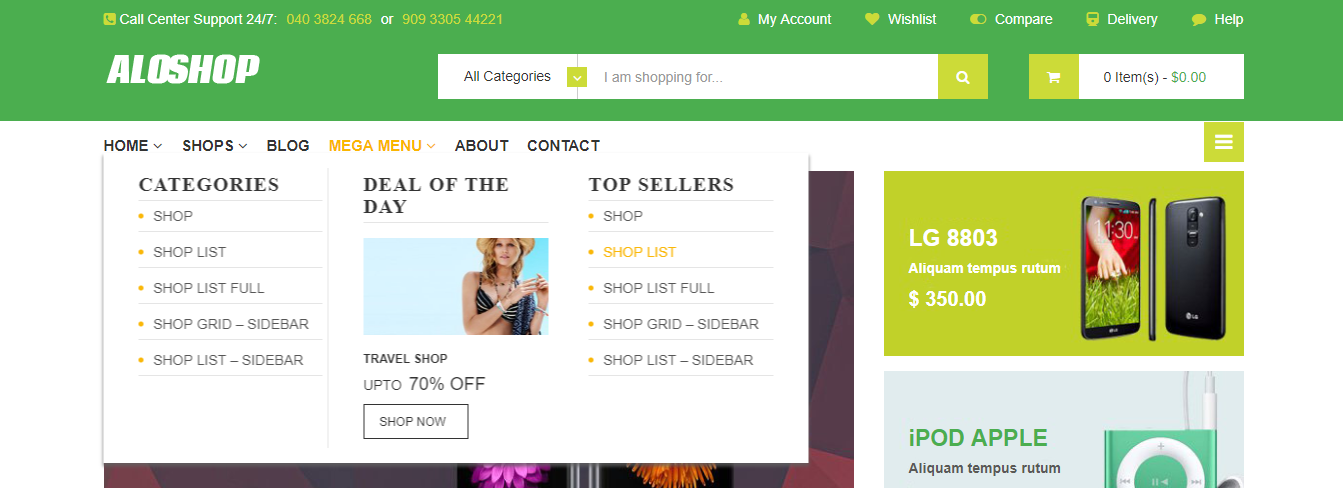 Call Center Support 24/7: 040 3824 668 or 909 3305 44221
My Account Wishlist Compare Delivery Help
ALOSHOP
All Categories I am shopping for... 0 Item(s) - $0.00
HOME SHOPS BLOG MEGA MENU ABOUT CONTACT
CATEGORIES
SHOP
SHOP LIST
SHOP LIST FULL
SHOP GRID – SIDEBAR
SHOP LIST – SIDEBAR
DEAL OF THE
DAY
TRAVEL SHOP
UPTO 70% OFF
SHOP NOW
TOP SELLERS
SHOP
SHOP LIST
SHOP LIST FULL
SHOP GRID – SIDEBAR
SHOP LIST – SIDEBAR
LG 8803
Aliquam tempus rutum
$ 350.00
11:30
LG
LG
iPOD APPLE
Aliquam tempus rutum